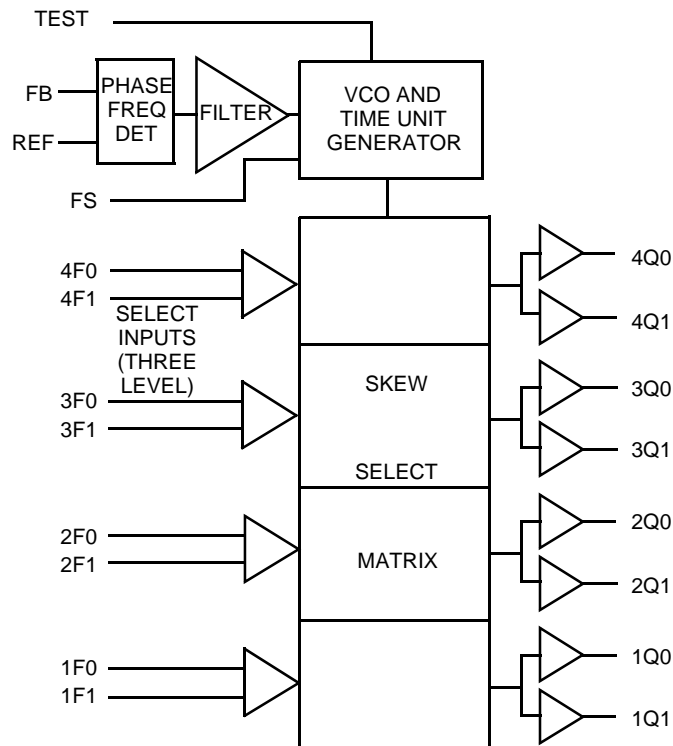 TEST
FB
REF
PHASE
FREQ
DET
FILTER
VCO AND
TIME UNIT
GENERATOR
FS
4F0
4F1
SELECT
INPUTS
(THREE
LEVEL)
3F0
3F1
2F0
2F1
1F0
1F1
SKEW
SELECT
MATRIX
4Q0
4Q1
3Q0
3Q1
2Q0
2Q1
1Q0
1Q1